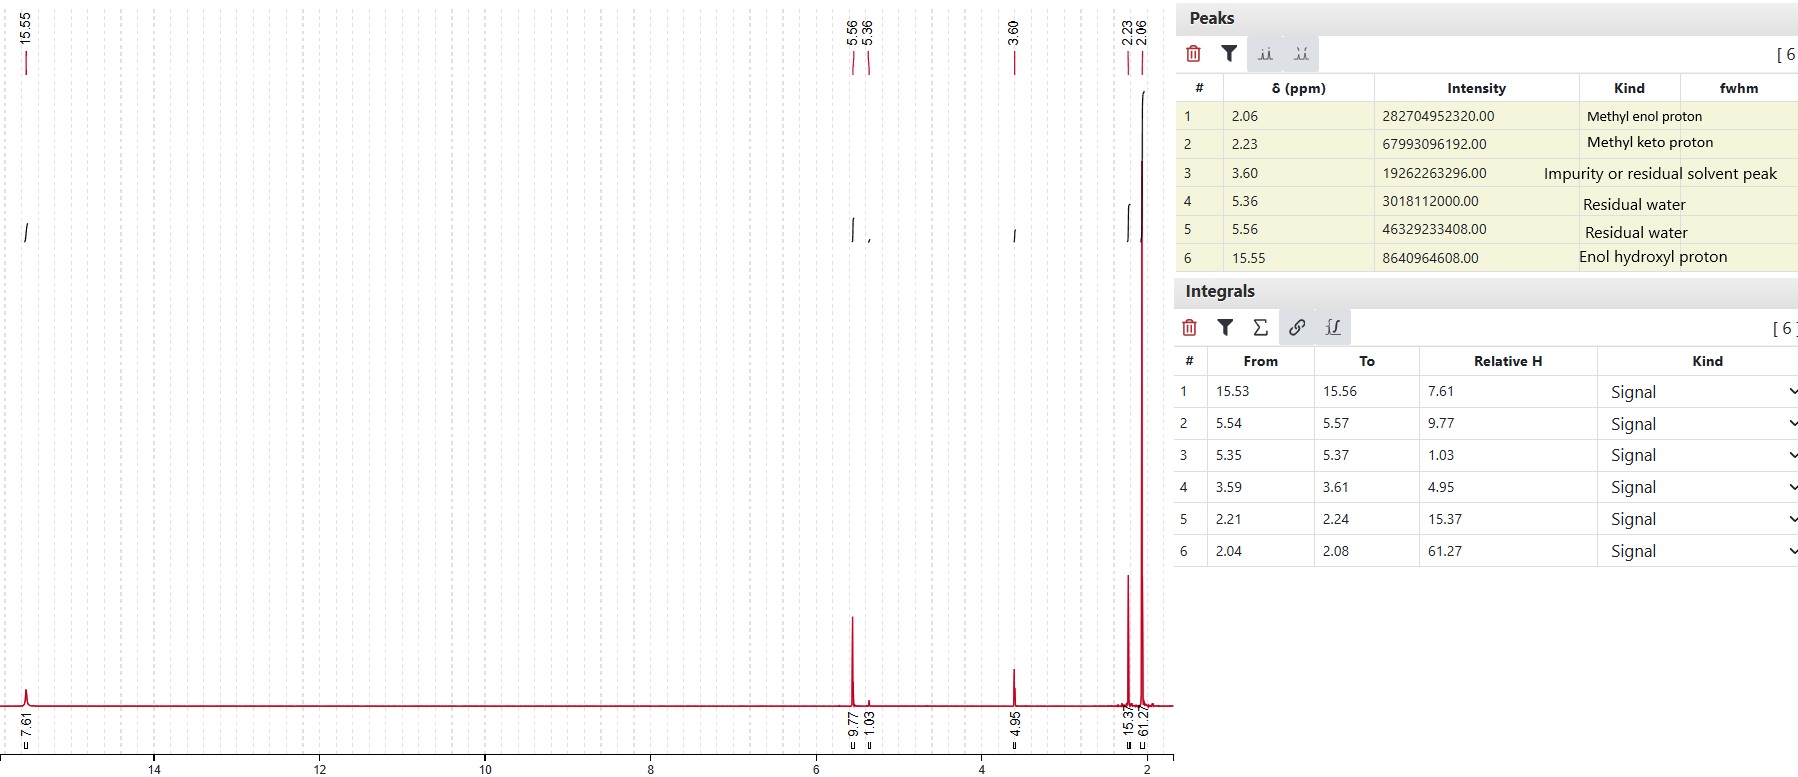 15.55 5.56 5.36 3.60 2.23 2.06
7.61 9.77 1.03 4.95 15.37 61.27
14 12 10 8 6 4 2
Peaks
[ 6
# δ (ppm) Intensity Kind fwhm
1 2.06 282704952320.00 Methyl enol proton
2 2.23 67993096192.00 Methyl keto proton
3 3.60 19262263296.00 Impurity or residual solvent peak
4 5.36 3018112000.00 Residual water
5 5.56 46329233408.00 Residual water
6 15.55 8640964608.00 Enol hydroxyl proton
Integrals
[ 6 ]
# From To Relative H Kind
1 15.53 15.56 7.61 Signal
2 5.54 5.57 9.77 Signal
3 5.35 5.37 1.03 Signal
4 3.59 3.61 4.95 Signal
5 2.21 2.24 15.37 Signal
6 2.04 2.08 61.27 Signal